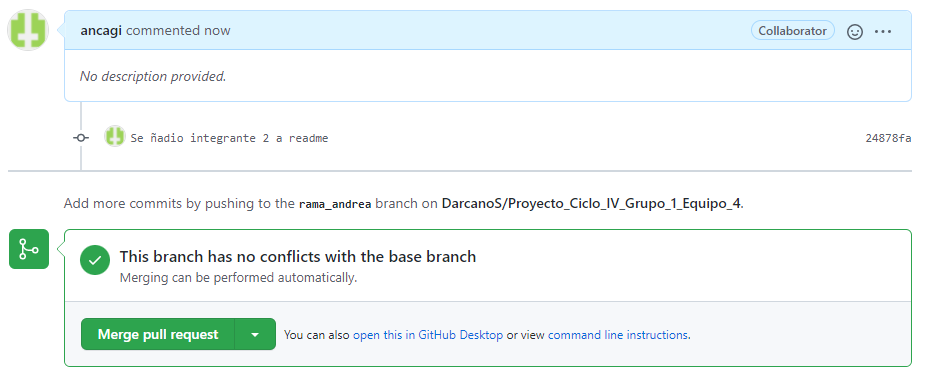 ancagi commented now Collaborator
No description provided.
Se ñadio integrante 2 a readme 24878fa
Add more commits by pushing to the rama_andrea branch on DarcanoS/Proyecto_Ciclo_IV_Grupo_1_Equipo_4.
This branch has no conflicts with the base branch
Merging can be performed automatically.
Merge pull request You can also open this in GitHub Desktop or view command line instructions.